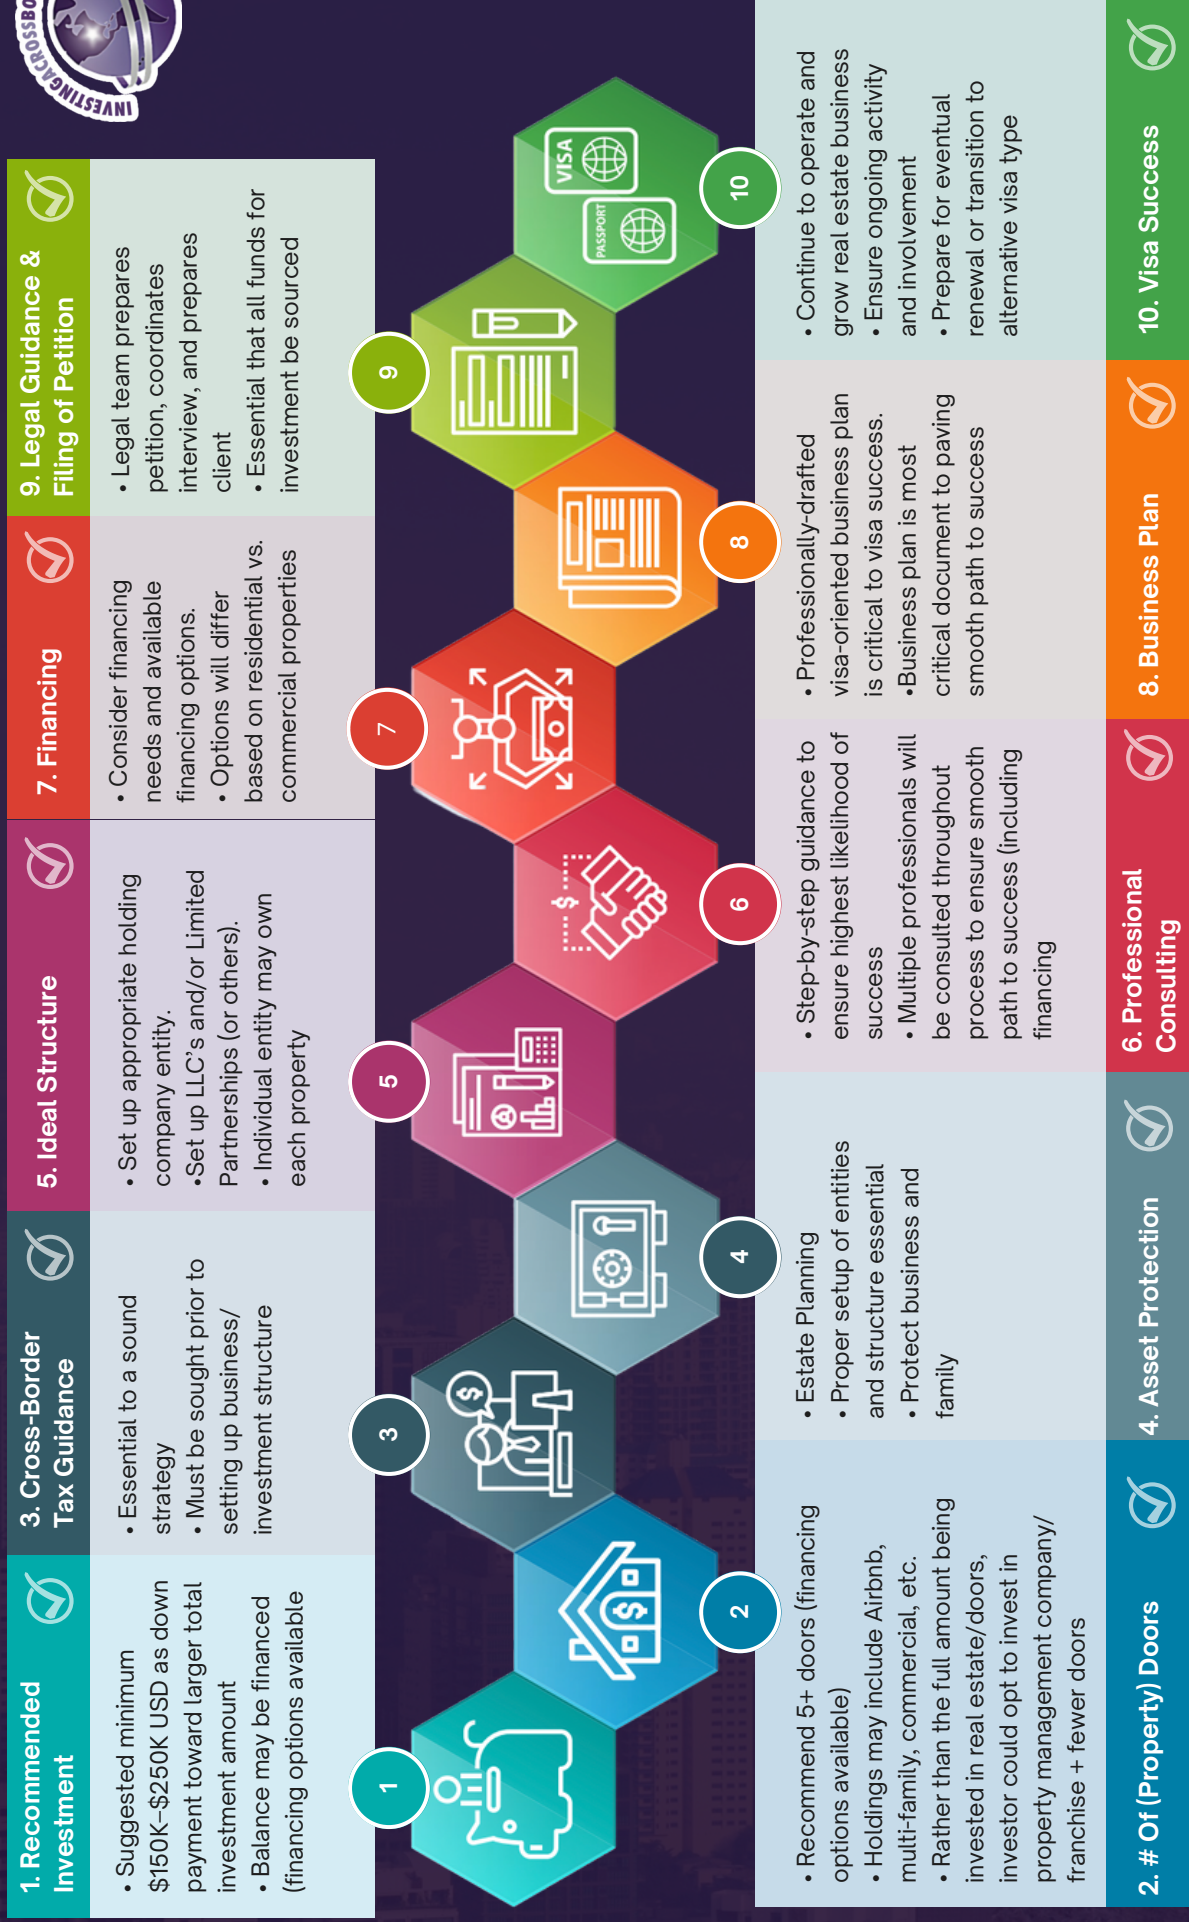 1. Recommended
Investment
• Suggested minimum
$150K–$250K USD as down
payment toward larger total
investment amount
• Balance may be financed
(financing options available
1
2. # Of (Property) Doors
• Recommend 5+ doors (financing
options available)
• Holdings may include Airbnb,
multi-family, commercial, etc.
• Rather than the full amount being
invested in real estate/doors,
investor could opt to invest in
property management company/
franchise + fewer doors
2
$
3. Cross-Border
Tax Guidance
• Essential to a sound
strategy
• Must be sought prior to
setting up business/
investment structure
3
$
4. Asset Protection
• Estate Planning
• Proper setup of entities
and structure essential
• Protect business and
family
4
5. Ideal Structure
• Set up appropriate holding
company entity.
•Set up LLC's and/or Limited
Partnerships (or others).
• Individual entity may own
each property
5
6. Professional
Consulting
• Step-by-step guidance to
ensure highest likelihood of
success
• Multiple professionals will
be consulted throughout
process to ensure smooth
path to success (including
financing
6
$
7. Financing
• Consider financing
needs and available
financing options.
• Options will differ
based on residential vs.
commercial properties
7
8. Business Plan
• Professionally-drafted
visa-oriented business plan
is critical to visa success.
•Business plan is most
critical document to paving
smooth path to success
8
9. Legal Guidance &
Filing of Petition
• Legal team prepares
petition, coordinates
interview, and prepares
client
• Essential that all funds for
investment be sourced
9
10. Visa Success
• Continue to operate and
grow real estate business
• Ensure ongoing activity
and involvement
• Prepare for eventual
renewal or transition to
alternative visa type
10
PASSPORT
VISA
INVESTINGACROSSBO